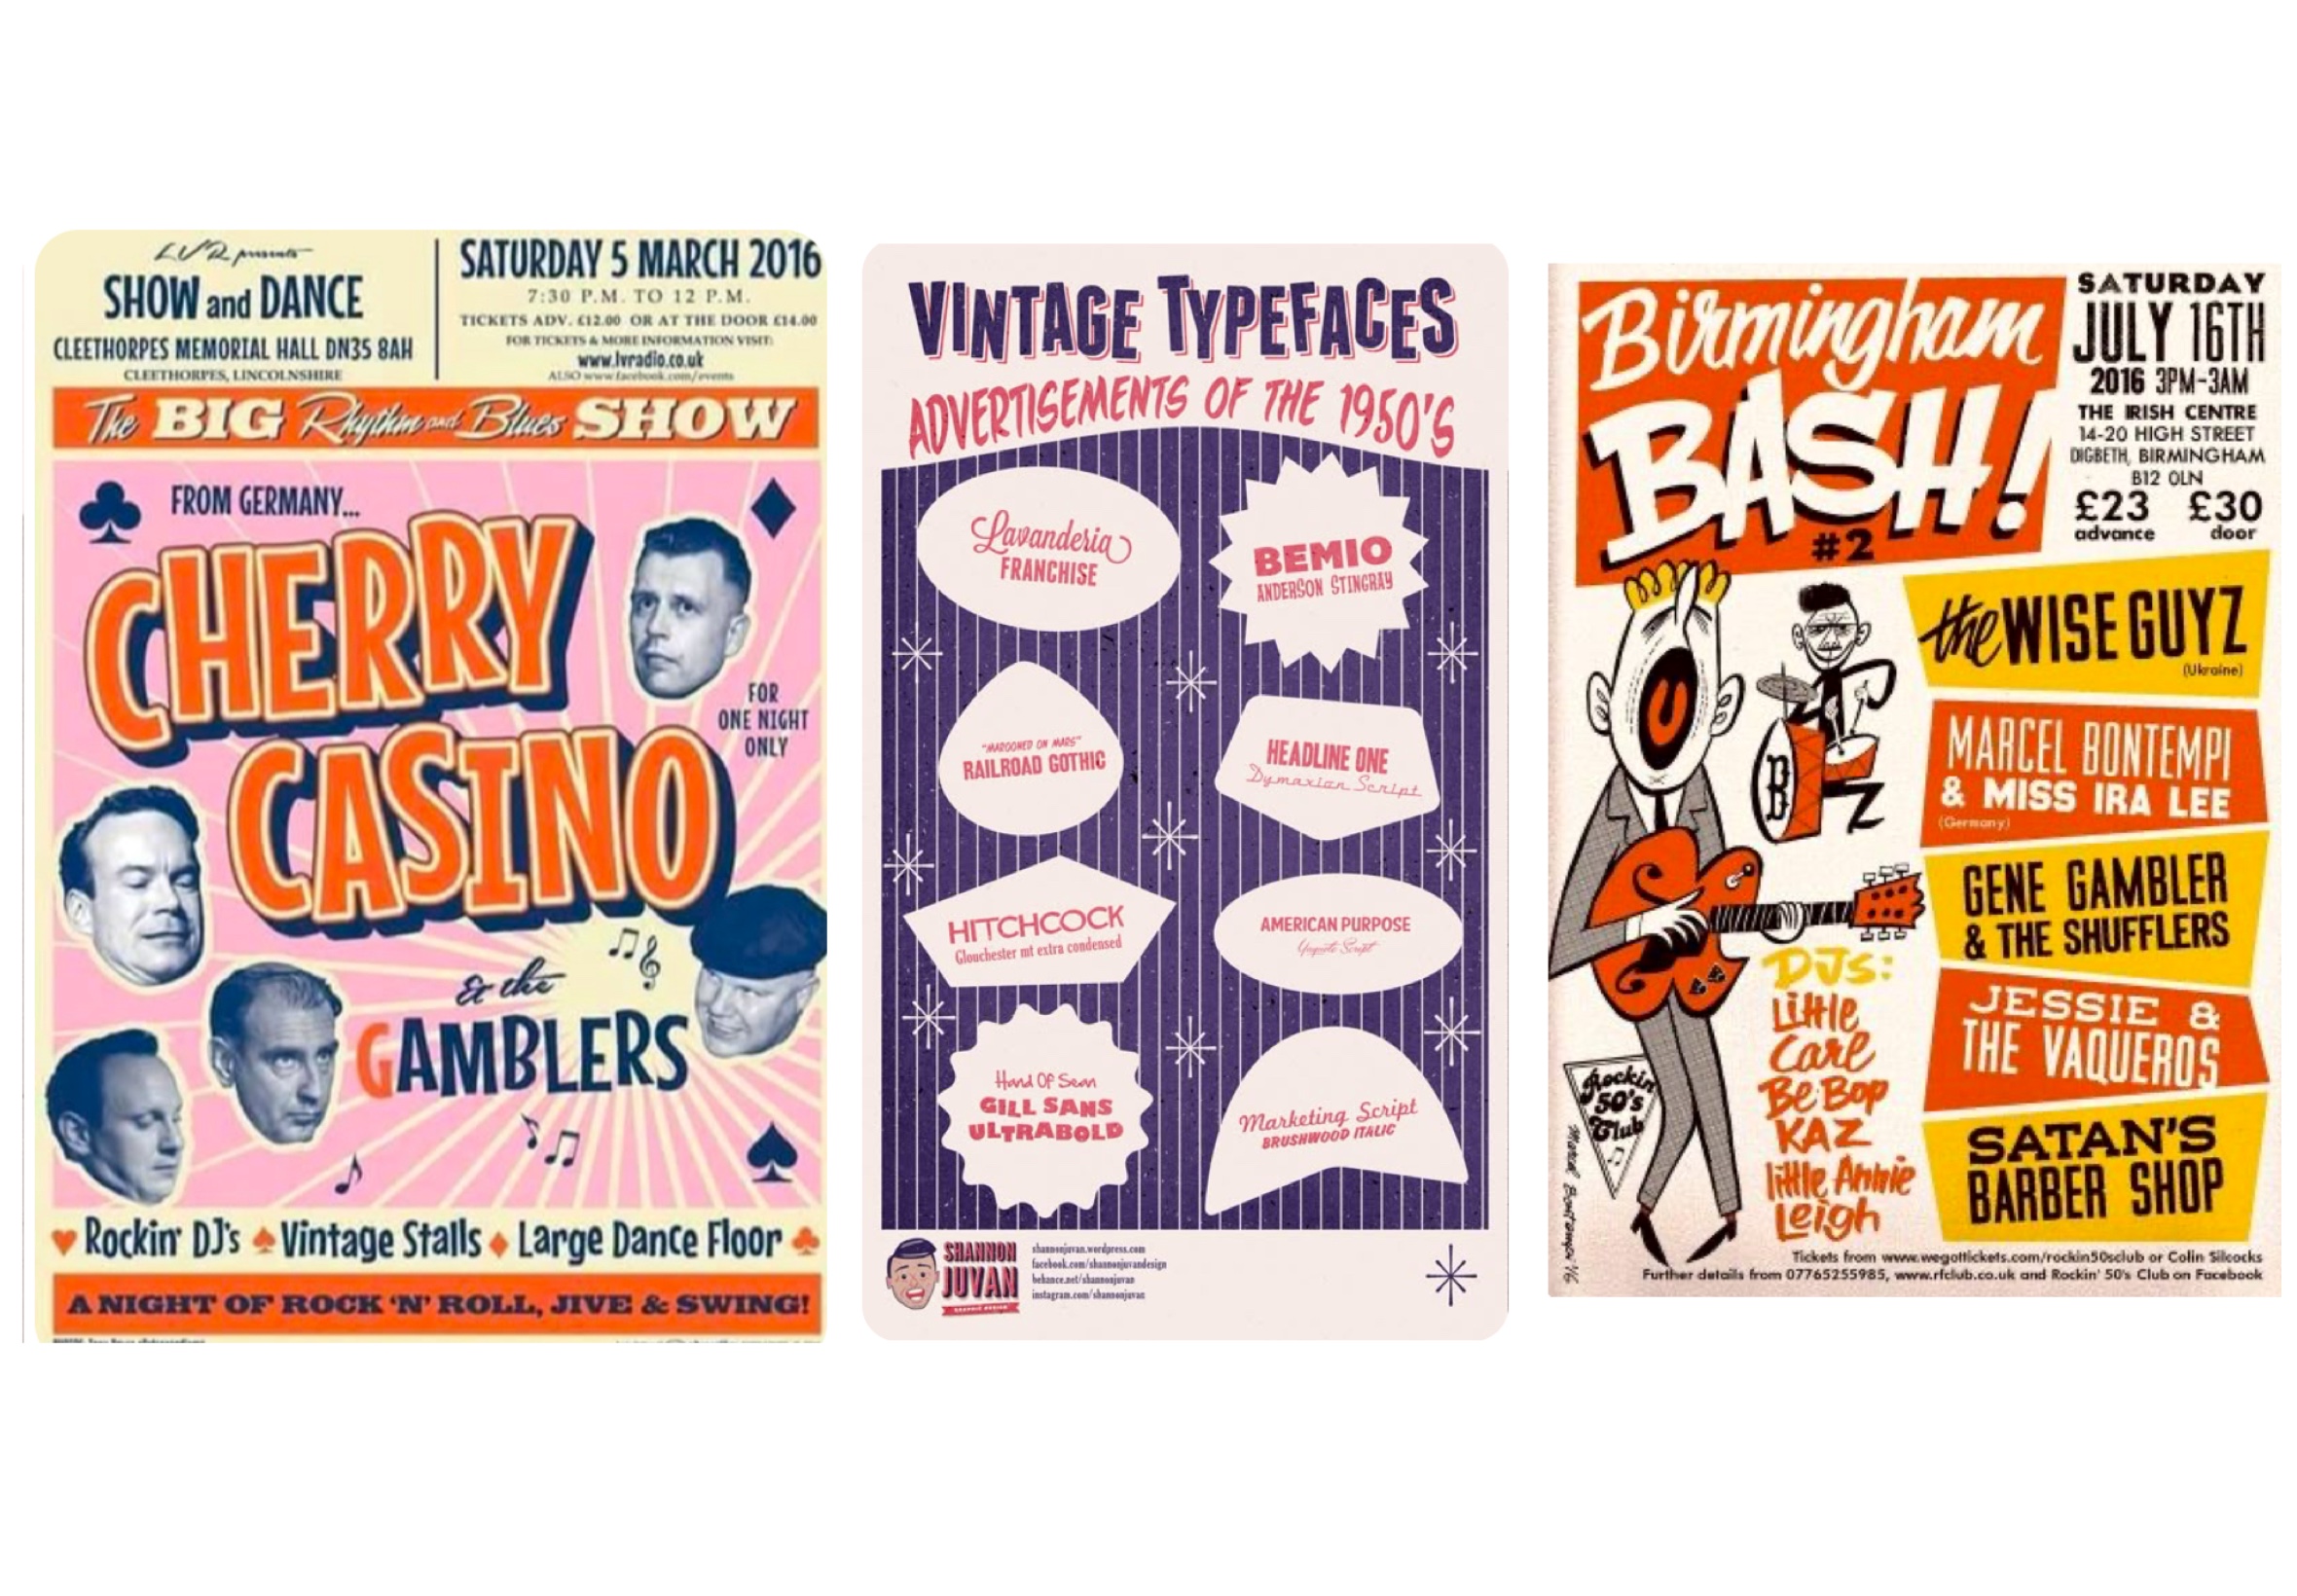 LVR presents
SHOW and DANCE
CLEETHORPES MEMORIAL HALL DN35 8AH
CLEETHORPES, LINCOLNSHIRE
SATURDAY 5 MARCH 2016
7:30 P.M. TO 12 P.M.
TICKETS ADV. £12.00 OR AT THE DOOR £14.00
FOR TICKETS & MORE INFORMATION VISIT:
www.lvradio.co.uk
ALSO www.facebook.com/events
The BIG Rhythm and Blues SHOW
FROM GERMANY...
CHERRY
CASINO
FOR
ONE NIGHT
ONLY
& the
GAMBLERS
Rockin' DJ's Vintage Stalls Large Dance Floor
A NIGHT OF ROCK 'N' ROLL, JIVE & SWING!
VINTAGE TYPEFACES
ADVERTISEMENTS OF THE 1950'S
Lavanderia
FRANCHISE
BEMIO
ANDERSON STINGRAY
"MAROONED ON MARS"
RAILROAD GOTHIC
HEADLINE ONE
Dymaxian Script
HITCHCOCK
Glouchester mt extra condensed
AMERICAN PURPOSE
Script
Hand Of Sean
GILL SANS
ULTRABOLD
Marketing Script
BRUSHWOOD ITALIC
SHANNON
JUVAN
GRAPHIC DESIGN
shannonjuvan.wordpress.com
facebook.com/shannonjuvandesign
behance.net/shannonjuvan
instagram.com/shannonjuvan
Birmingham
BASH!
#2
SATURDAY
JULY 16TH
2016 3PM-3AM
THE IRISH CENTRE
14-20 HIGH STREET
DIGBETH, BIRMINGHAM
B12 0LN
£23 £30
advance door
the WISE GUYZ
(Ukraine)
MARCEL BONTEMPI
& MISS IRA LEE
(Germany)
GENE GAMBLER
& THE SHUFFLERS
JESSIE &
THE VAQUEROS
SATAN'S
BARBER SHOP
B
DJs:
Little
Carl
Be Bop
KAZ
little Annie
Leigh
Rockin
50's
Club
Marcel Bontempi '16
Tickets from www.wegottickets.com/rockin50sclub or Colin Silcocks
Further details from 07765255985, www.rfclub.co.uk and Rockin' 50's Club on Facebook